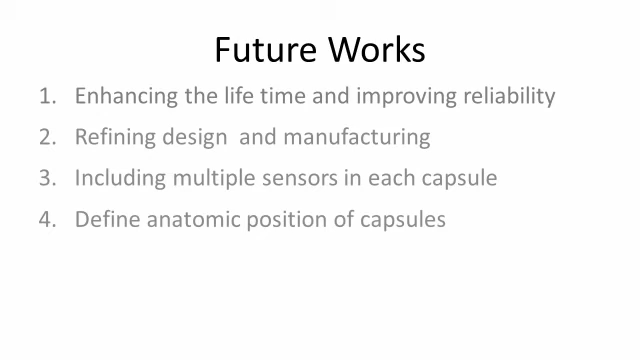 Future Works
1. Enhancing the life time and improving reliability
2. Refining design  and manufacturing
3. Including multiple sensors in each capsule
4. Define anatomic position of capsules